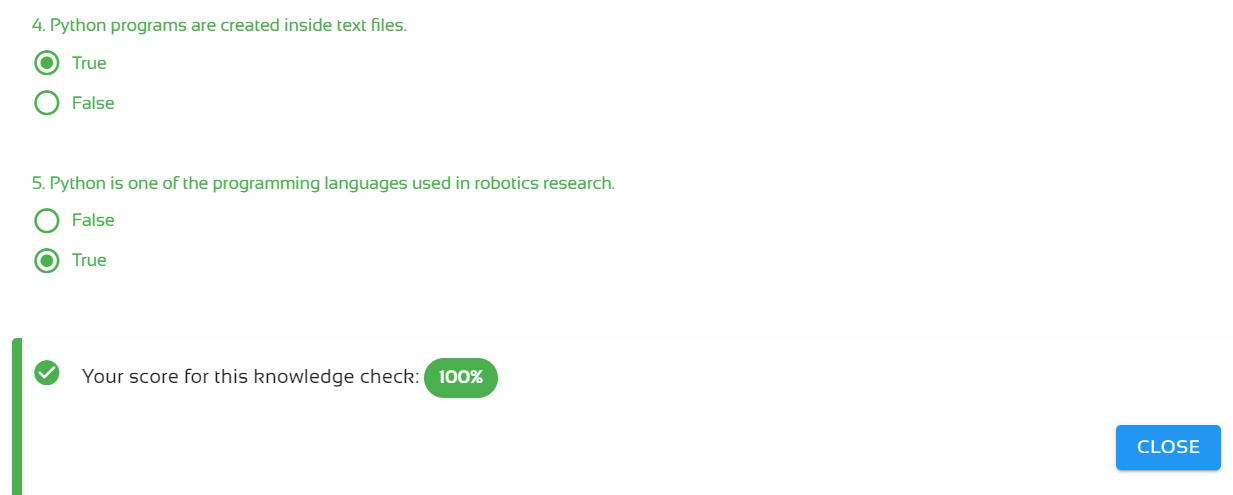 4. Python programs are created inside text files.
True
False
5. Python is one of the programming languages used in robotics research.
False
True
Your score for this knowledge check: 100%
CLOSE